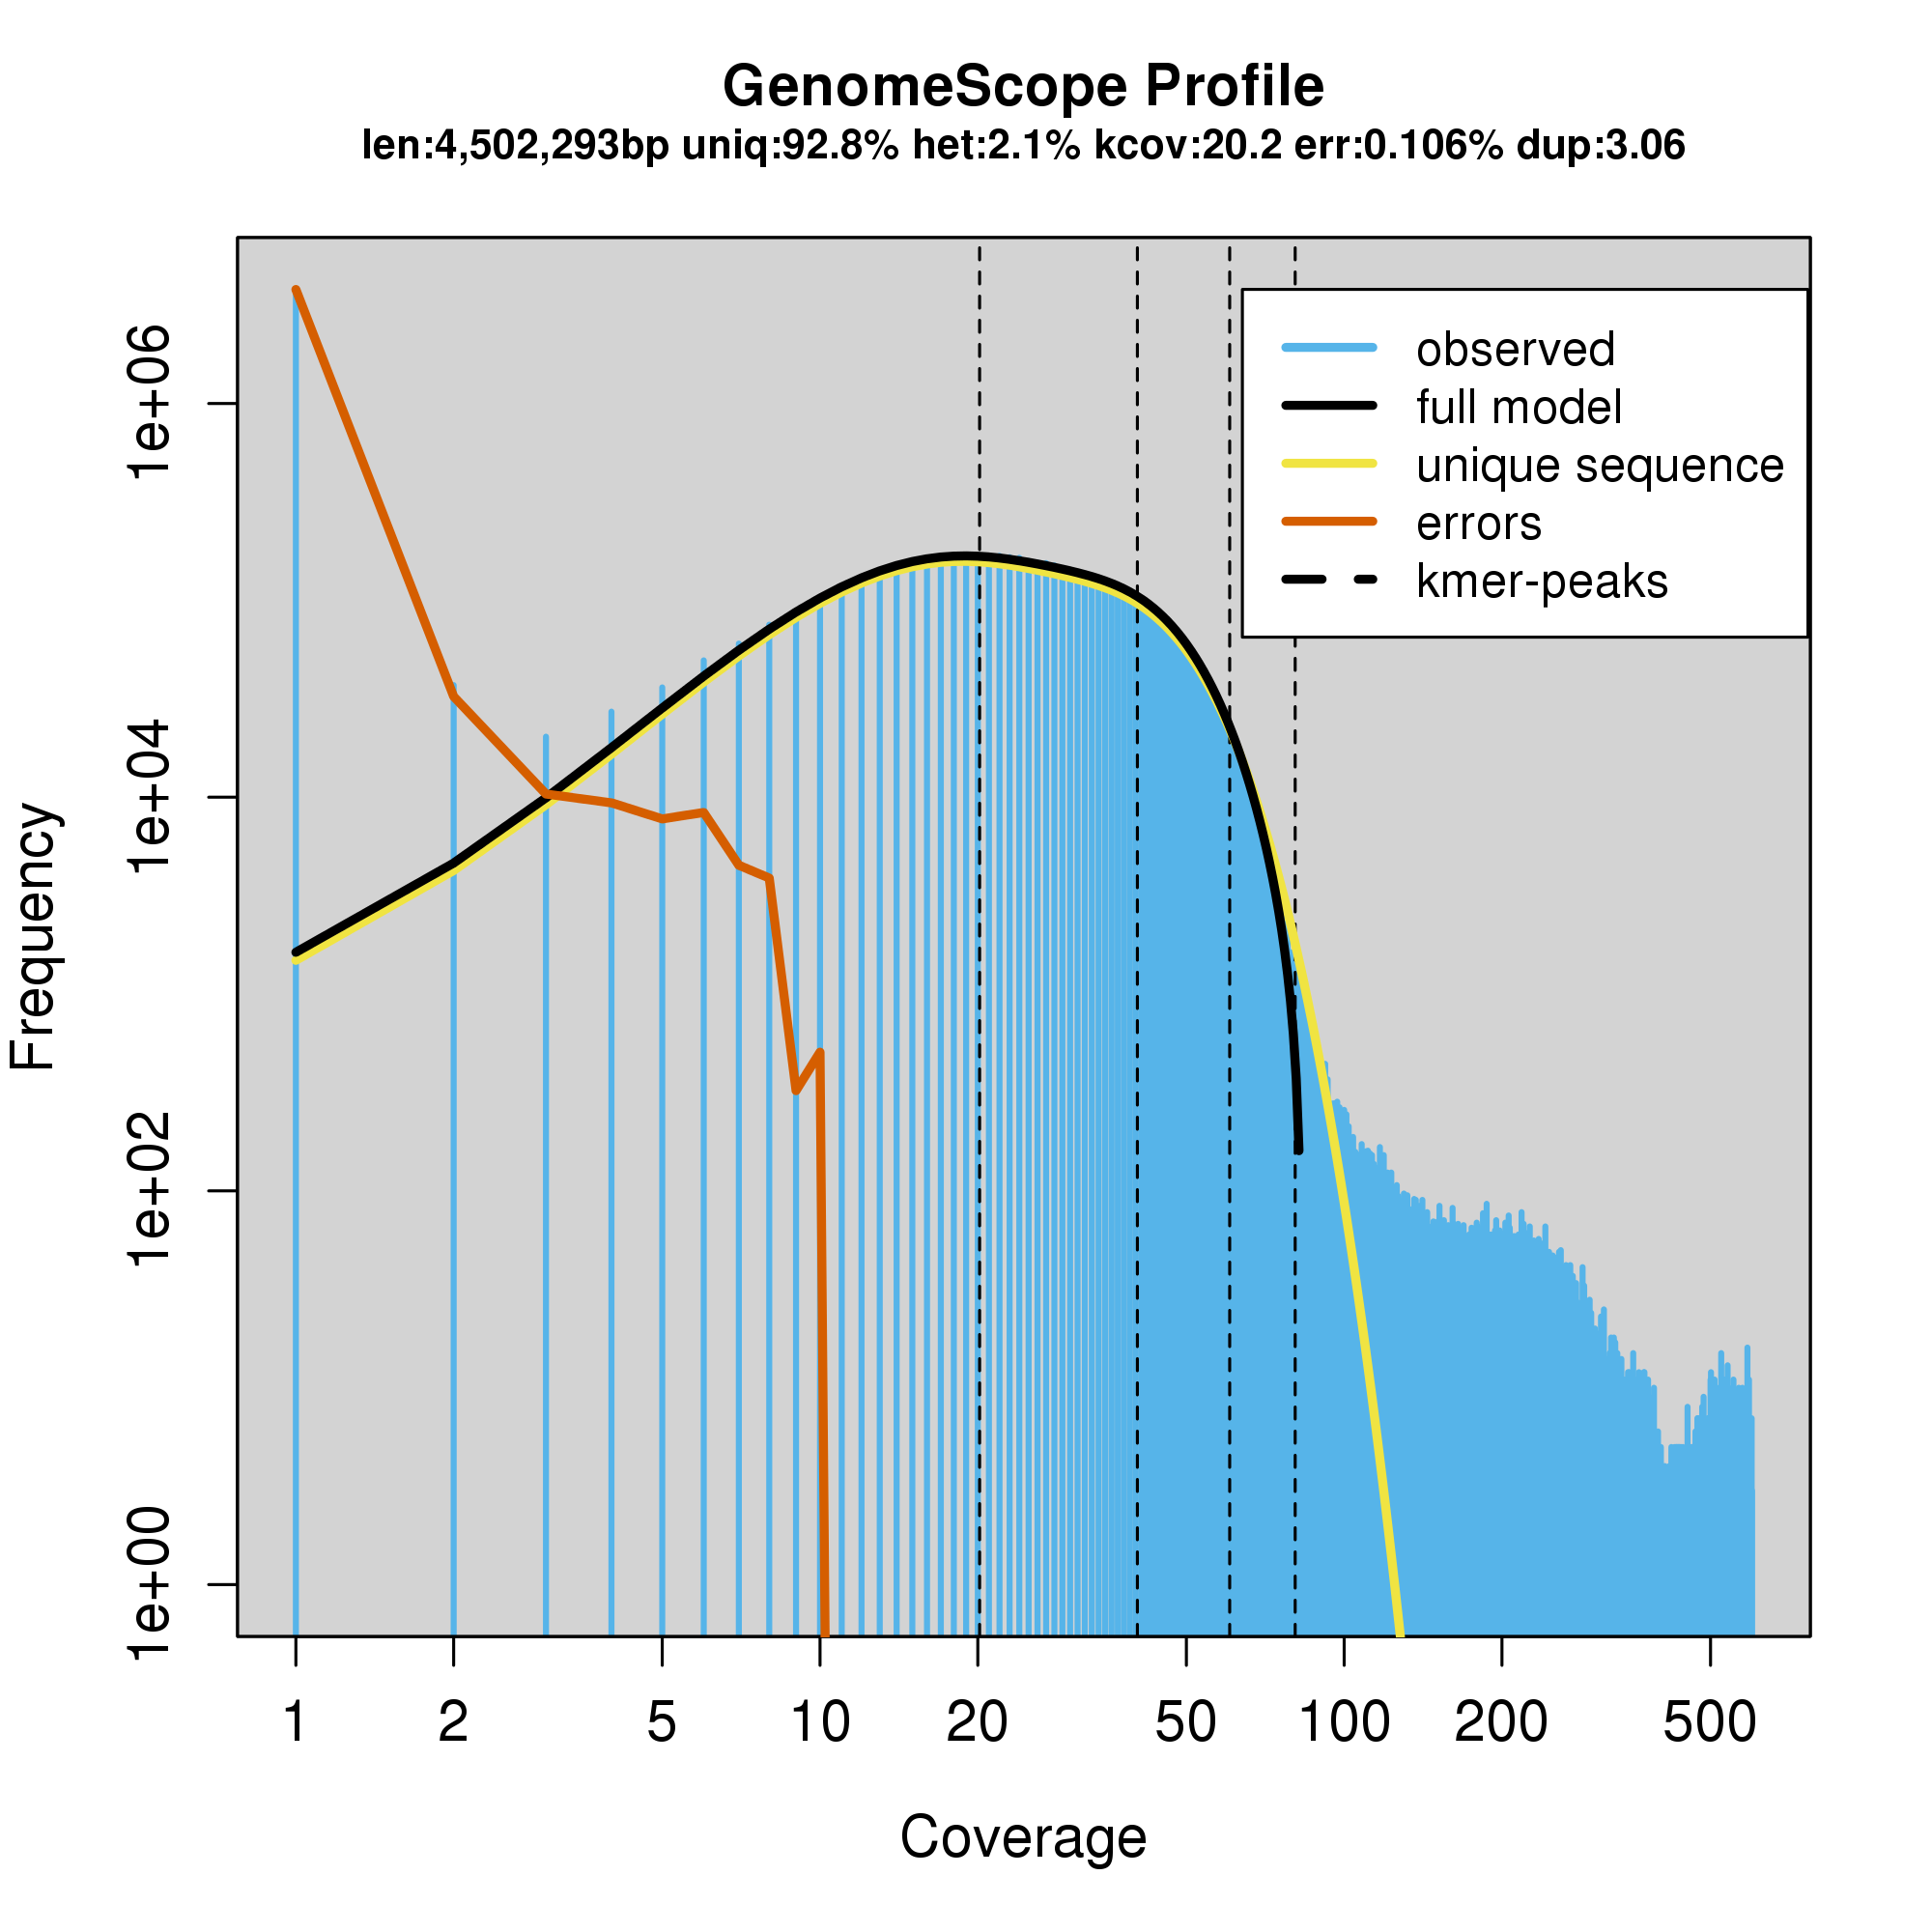 GenomeScope Profile
len:4,502,293bp uniq:92.8% het:2.1% kcov:20.2 err:0.106% dup:3.06
observed
full model
unique sequence
errors
kmer-peaks
Frequency
1e+06
1e+04
1e+02
1e+00
1 2 5 10 20 50 100 200 500
Coverage